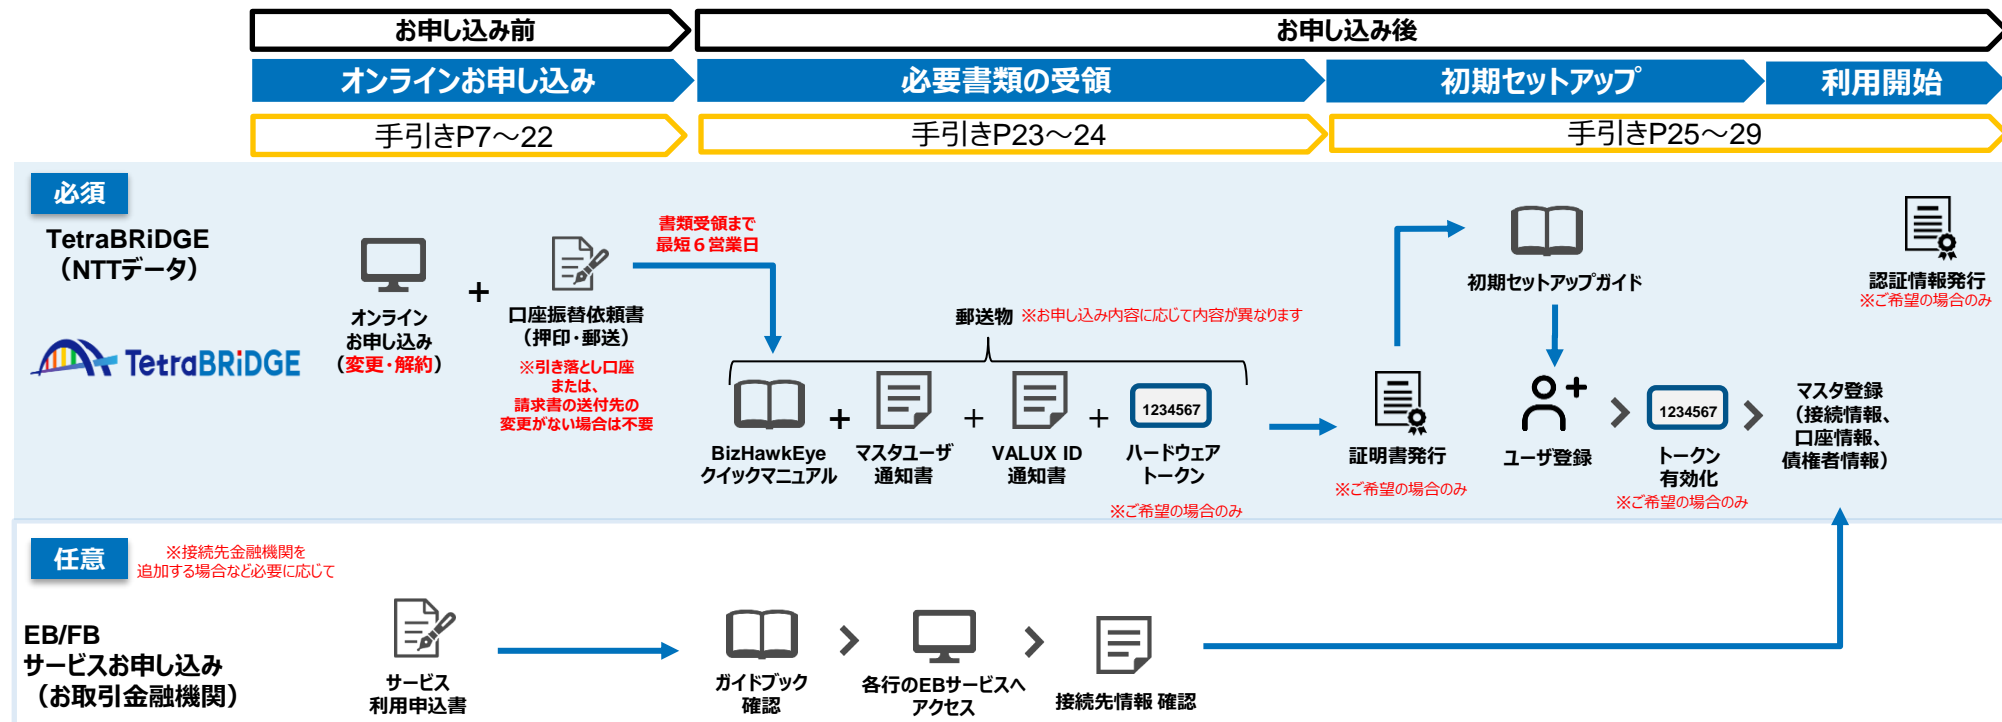 お申し込み前
お申し込み後
オンラインお申し込み
必要書類の受領
初期セットアップ
利用開始
手引きP7～22
手引きP23～24
手引きP25～29
必須
TetraBRiDGE
（NTTデータ）
TetraBRiDGE
オンライン
お申し込み
（変更・解約）
+
口座振替依頼書
（押印・郵送）
※引き落とし口座
または、
請求書の送付先の
変更がない場合は不要
書類受領まで
最短６営業日
郵送物 ※お申し込み内容に応じて内容が異なります
BizHawkEye
クイックマニュアル
+
マスタユーザ
通知書
+
VALUX ID
通知書
+
1234567
ハードウェア
トークン
※ご希望の場合のみ
証明書発行
※ご希望の場合のみ
初期セットアップガイド
ユーザ登録
1234567
トークン
有効化
※ご希望の場合のみ
マスタ登録
（接続情報、
口座情報、
債権者情報）
認証情報発行
※ご希望の場合のみ
任意
※接続先金融機関を
追加する場合など必要に応じて
EB/FB
サービスお申し込み
（お取引金融機関）
サービス
利用申込書
ガイドブック
確認
各行のEBサービスへ
アクセス
接続先情報 確認